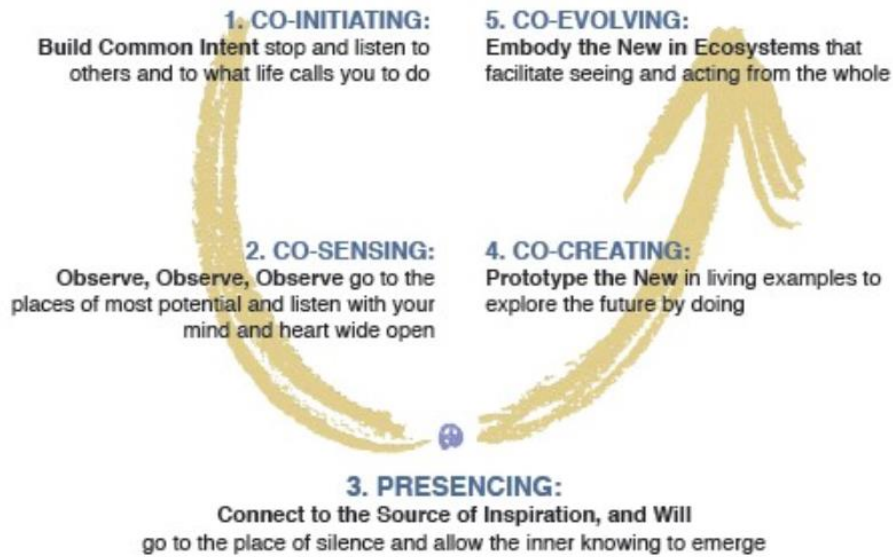 1. CO-INITIATING:
Build Common Intent stop and listen to
others and to what life calls you to do
2. CO-SENSING:
Observe, Observe, Observe go to the
places of most potential and listen with your
mind and heart wide open
3. PRESENCING:
Connect to the Source of Inspiration, and Will
go to the place of silence and allow the inner knowing to emerge
4. CO-CREATING:
Prototype the New in living examples to
explore the future by doing
5. CO-EVOLVING:
Embody the New in Ecosystems that
facilitate seeing and acting from the whole